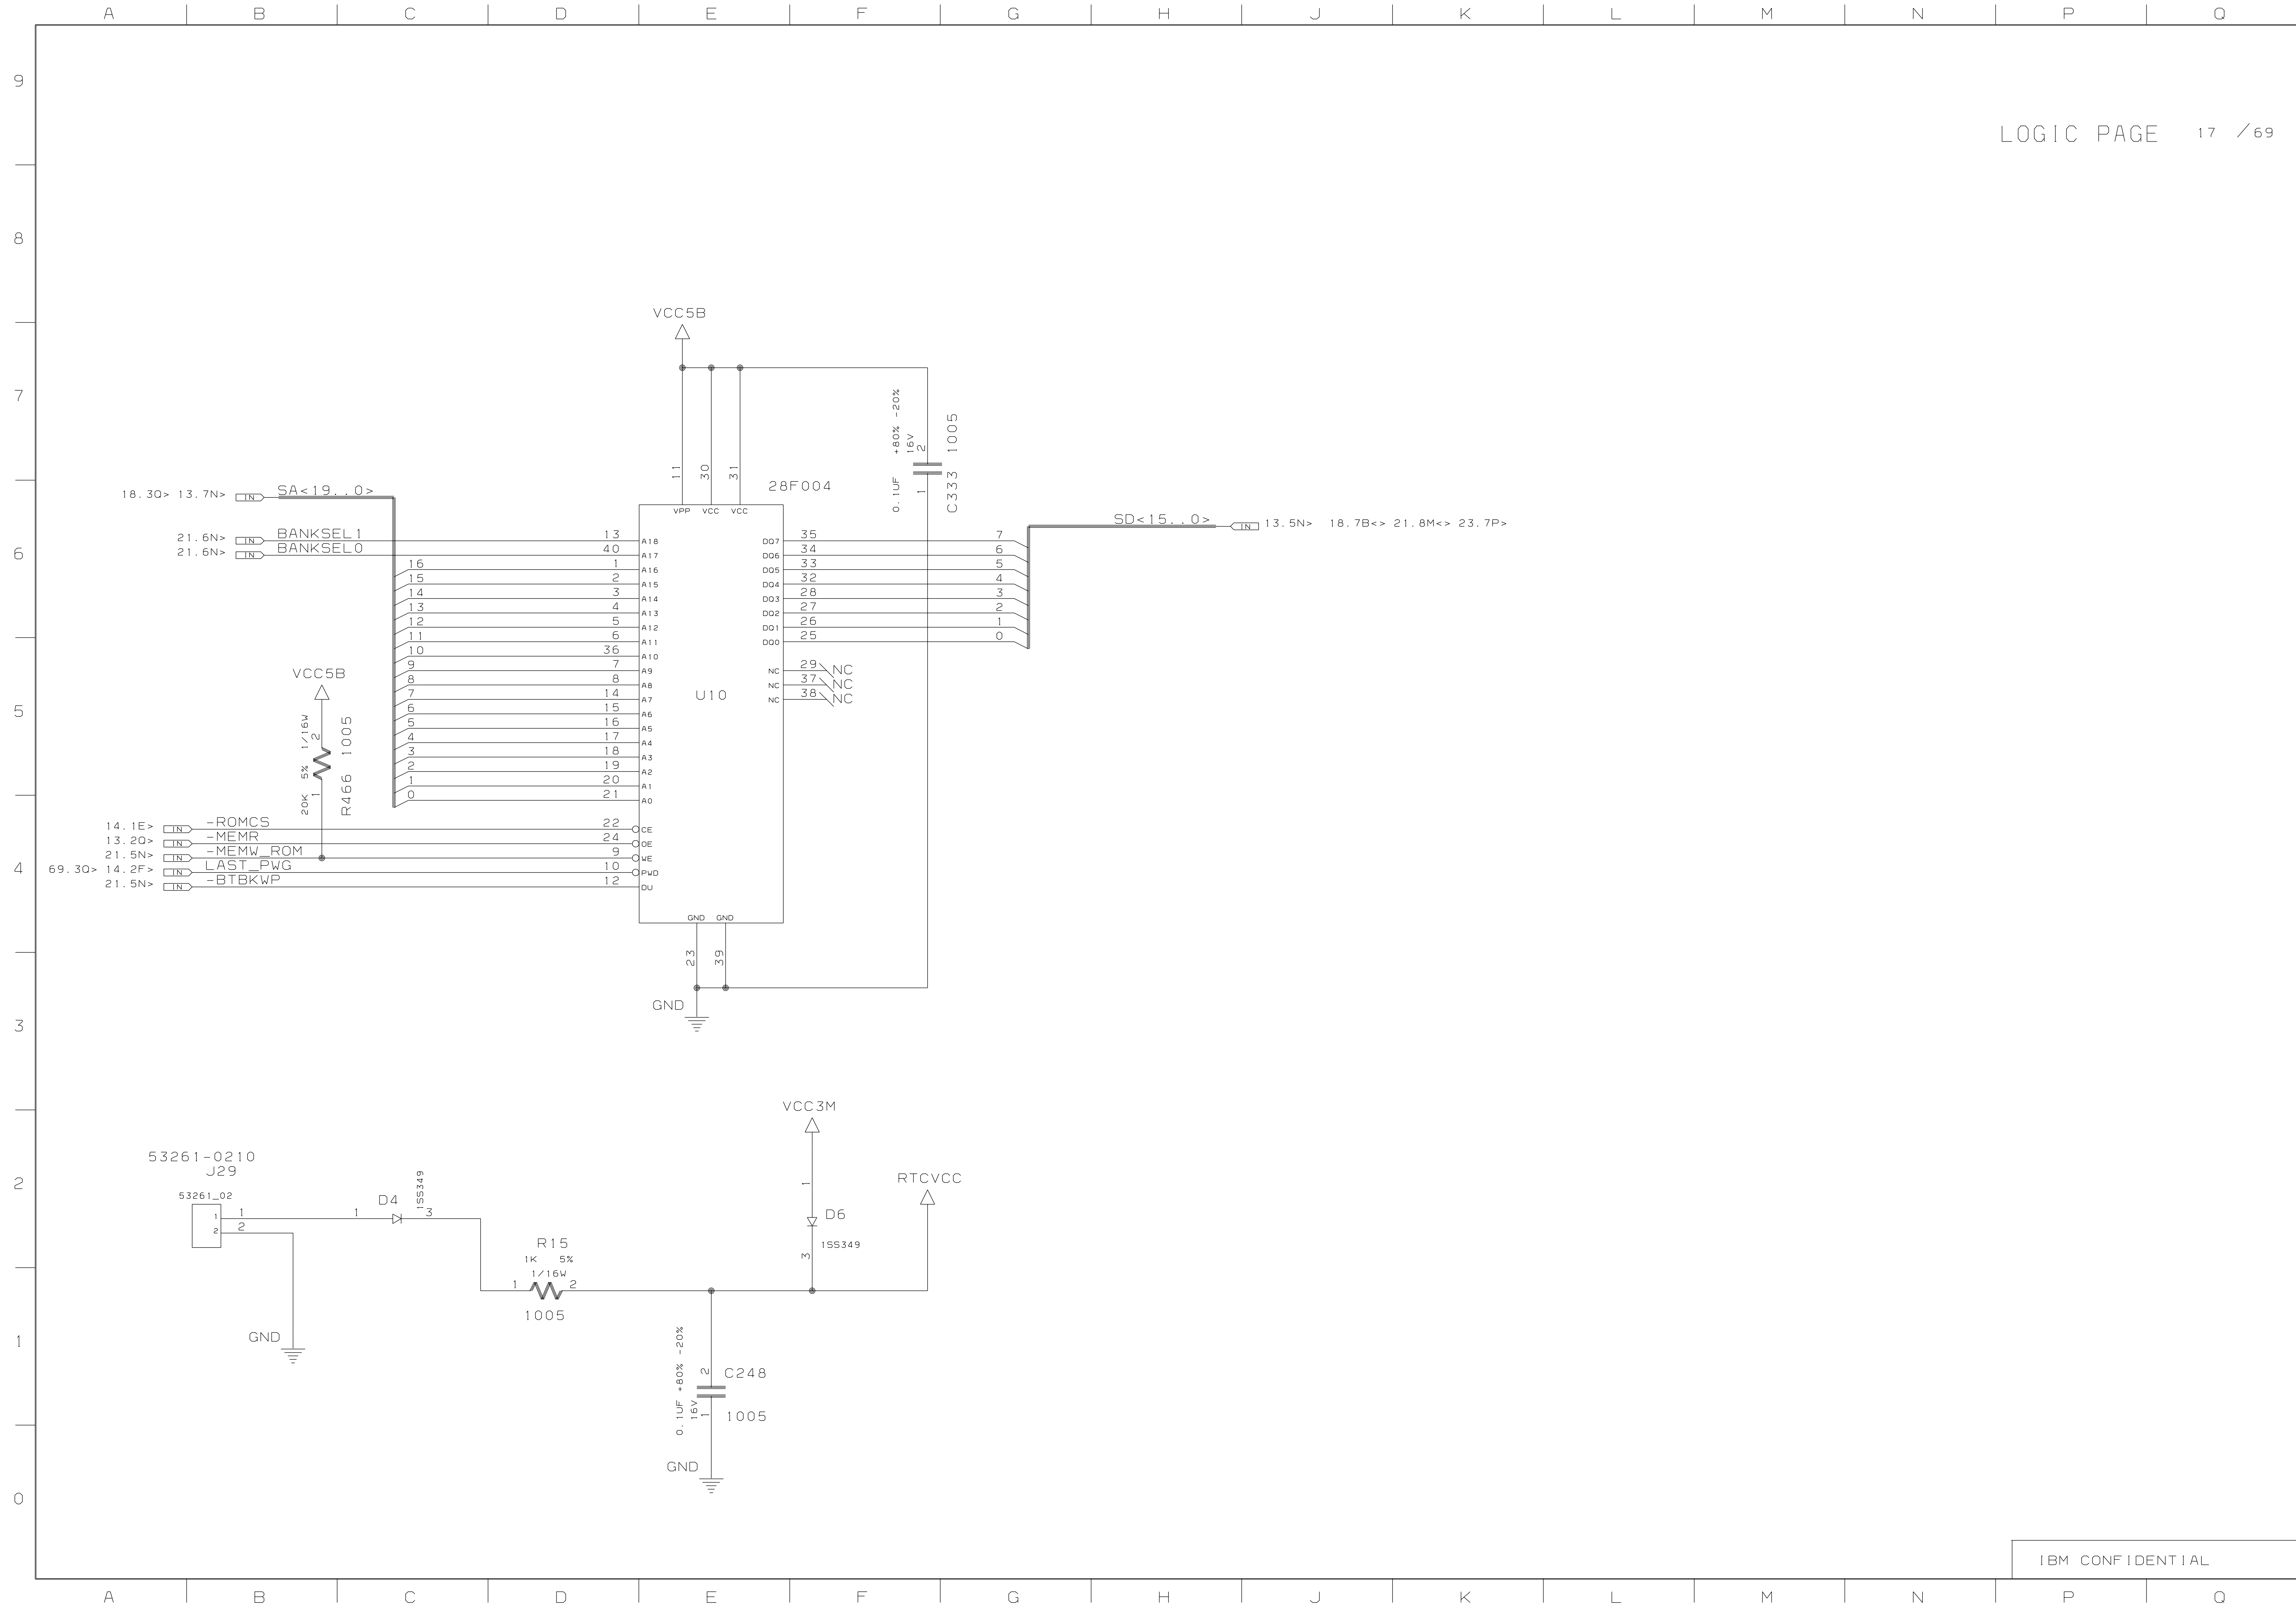 A B C D E F G H J K L M N P Q
9
LOGIC PAGE 17 /69
8
VCC5B
7
0.1UF +80% -20%
16V
2
1
C333 1005
11 30 31
28F004
VPP VCC VCC
18.3Q> 13.7N> IN SA<19..0>
SD<15..0> IN 13.5N> 18.7B<> 21.8M<> 23.7P>
21.6N> IN BANKSEL1 13 A18 DQ7 35 7
6
21.6N> IN BANKSEL0 40 A17 DQ6 34 6
16 1 A16 DQ5 33 5
15 2 A15 DQ4 32 4
14 3 A14 DQ3 28 3
13 4 A13 DQ2 27 2
12 5 A12 DQ1 26 1
11 6 A11 DQ0 25 0
10 36 A10
9 7 A9 NC 29 NC
8 8 A8 NC 37 NC
7 14 A7 NC 38 NC
U10
6 15 A6
5 16 A5
4 17 A4
3 18 A3
2 19 A2
1 20 A1
0 21 A0
VCC5B
5
20K 5% 1/16W
2
1
R466 1005
14.1E> IN -ROMCS 22 CE
13.2Q> IN -MEMR 24 OE
21.5N> IN -MEMW_ROM 9 WE
4
69.3Q> 14.2F> IN LAST_PWG 10 PWD
21.5N> IN -BTBKWP 12 DU
GND GND
23 39
GND
3
VCC3M
53261-0210
J29
2
53261_02
1 1
2 2
1 D4 3
1SS349
RTCVCC
1
D6
1SS349
3
R15
1K 5%
1/16W
1 2
1005
GND
1
0.1UF +80% -20%
16V
2
1
C248
1005
GND
0
IBM CONFIDENTIAL
A B C D E F G H J K L M N P Q